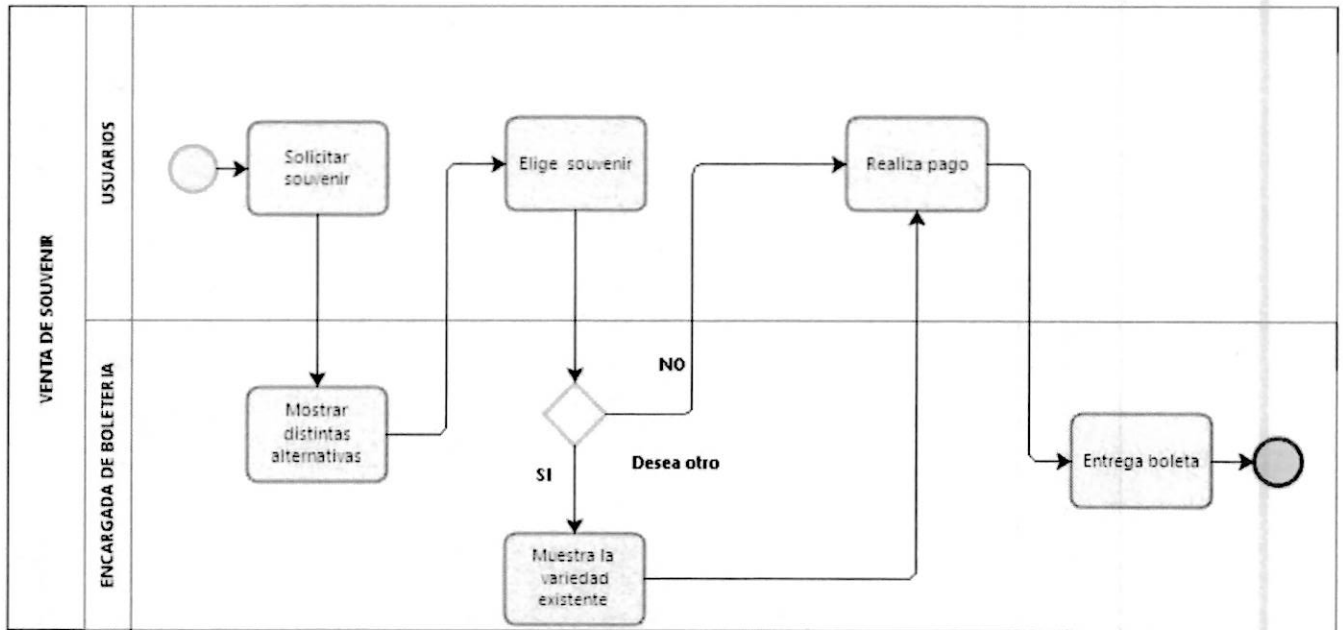 VENTA DE SOUVENIR
USUARIOS
Solicitar
souvenir
Elige souvenir
Realiza pago
ENCARGADA DE BOLETERIA
Mostrar
distintas
alternativas
NO
Desea otro
SI
Muestra la
variedad
existente
Entrega boleta